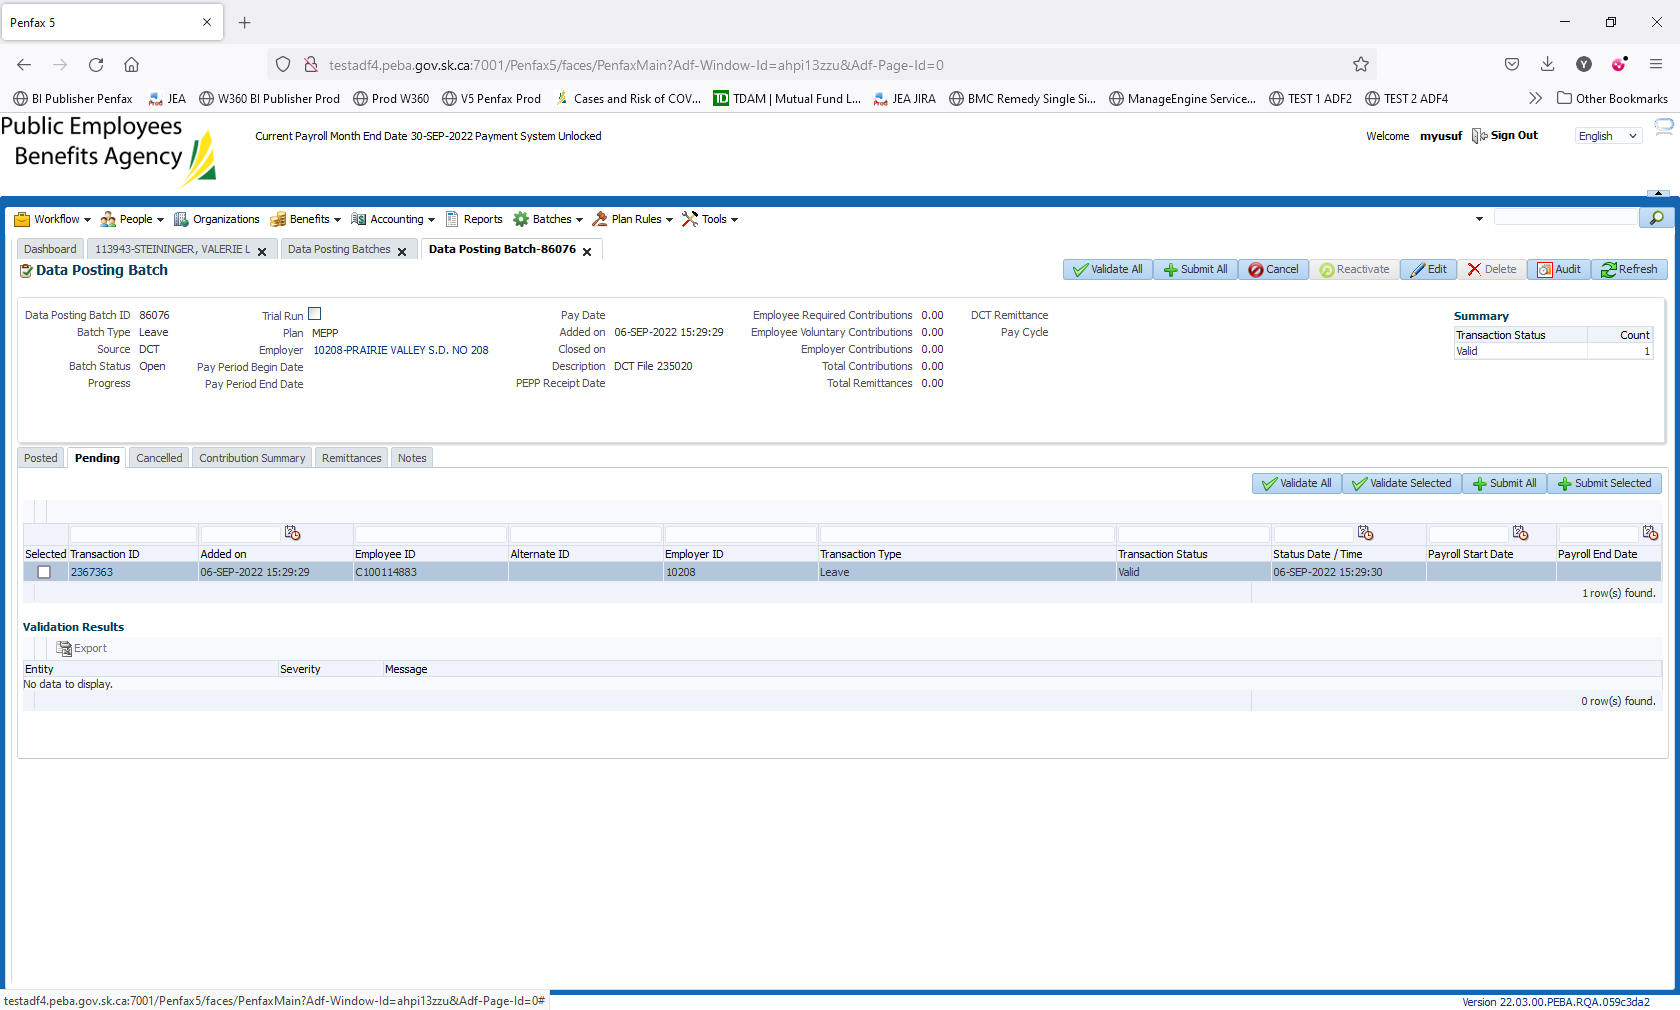 Penfax 5
testadf4.peba.gov.sk.ca:7001/Penfax5/faces/PenfaxMain?Adf-Window-Id=ahpi13zzu&Adf-Page-Id=0
Y
BI Publisher Penfax JEA W360 BI Publisher Prod Prod W360 V5 Penfax Prod Cases and Risk of COV... TD TDAM | Mutual Fund L... JEA JIRA BMC Remedy Single Si... ManageEngine Service... TEST 1 ADF2 TEST 2 ADF4 Other Bookmarks
Public Employees
Benefits Agency
Current Payroll Month End Date 30-SEP-2022 Payment System Unlocked
Welcome myusuf Sign Out English
Workflow People Organizations Benefits Accounting Reports Batches Plan Rules Tools
Dashboard 113943-STEININGER, VALERIE L Data Posting Batches Data Posting Batch-86076
Data Posting Batch
Validate All Submit All Cancel Reactivate Edit Delete Audit Refresh
Data Posting Batch ID 86076 Trial Run Pay Date Employee Required Contributions 0.00 DCT Remittance Summary
Batch Type Leave Plan MEPP Added on 06-SEP-2022 15:29:29 Employee Voluntary Contributions 0.00 Pay Cycle Transaction Status Count
Source DCT Employer 10208-PRAIRIE VALLEY S.D. NO 208 Closed on Employer Contributions 0.00 Valid 1
Batch Status Open Pay Period Begin Date Description DCT File 235020 Total Contributions 0.00
Progress Pay Period End Date PEPP Receipt Date Total Remittances 0.00
Posted Pending Cancelled Contribution Summary Remittances Notes
Validate All Validate Selected Submit All Submit Selected
Selected Transaction ID Added on Employee ID Alternate ID Employer ID Transaction Type Transaction Status Status Date / Time Payroll Start Date Payroll End Date
2367363 06-SEP-2022 15:29:29 C100114883 10208 Leave Valid 06-SEP-2022 15:29:30
1 row(s) found.
Validation Results
Export
Entity Severity Message
No data to display.
0 row(s) found.
testadf4.peba.gov.sk.ca:7001/Penfax5/faces/PenfaxMain?Adf-Window-Id=ahpi13zzu&Adf-Page-Id=0#
Version 22.03.00.PEBA.RQA.059c3da2